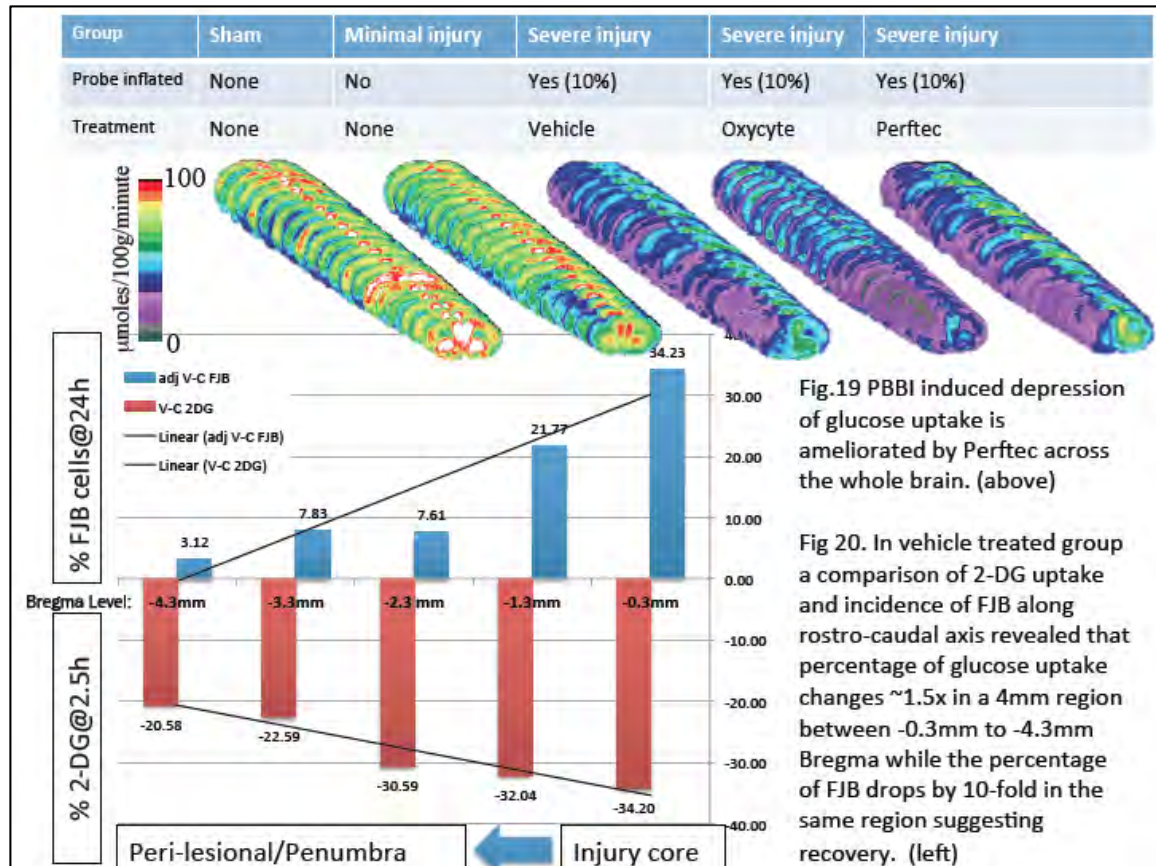 Group Sham Minimal injury Severe injury Severe injury Severe injury
Probe inflated None No Yes (10%) Yes (10%) Yes (10%)
Treatment None None Vehicle Oxycyte Perftec
100
µmoles/100g/minute
0
% FJB cells@24h
% 2-DG@2.5h
adj V-C FJB
V-C 2DG
Linear (adj V-C FJB)
Linear (V-C 2DG)
34.23
30.00
21.77
20.00
10.00
7.83
7.61
3.12
0.00
Bregma Level: -4.3mm -3.3mm -2.3mm -1.3mm -0.3mm
-10.00
-20.00
-20.58
-22.59
-30.00
-30.59
-32.04
-34.20
-40.00
Peri-lesional/Penumbra
Injury core
Fig.19 PBBI induced depression
of glucose uptake is
ameliorated by Perftec across
the whole brain. (above)
Fig 20. In vehicle treated group
a comparison of 2-DG uptake
and incidence of FJB along
rostro-caudal axis revealed that
percentage of glucose uptake
changes ~1.5x in a 4mm region
between -0.3mm to -4.3mm
Bregma while the percentage
of FJB drops by 10-fold in the
same region suggesting
recovery. (left)